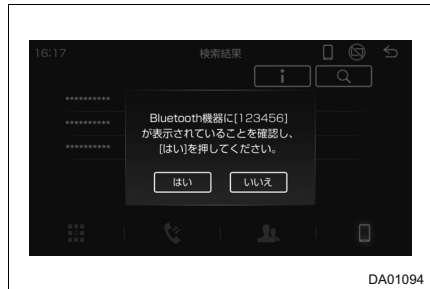 16:17
検索結果
i
**********
**********
**********
Bluetooth機器に[123456]
が表示されていることを確認し、
[はい]を押してください。
はい
いいえ
DA01094